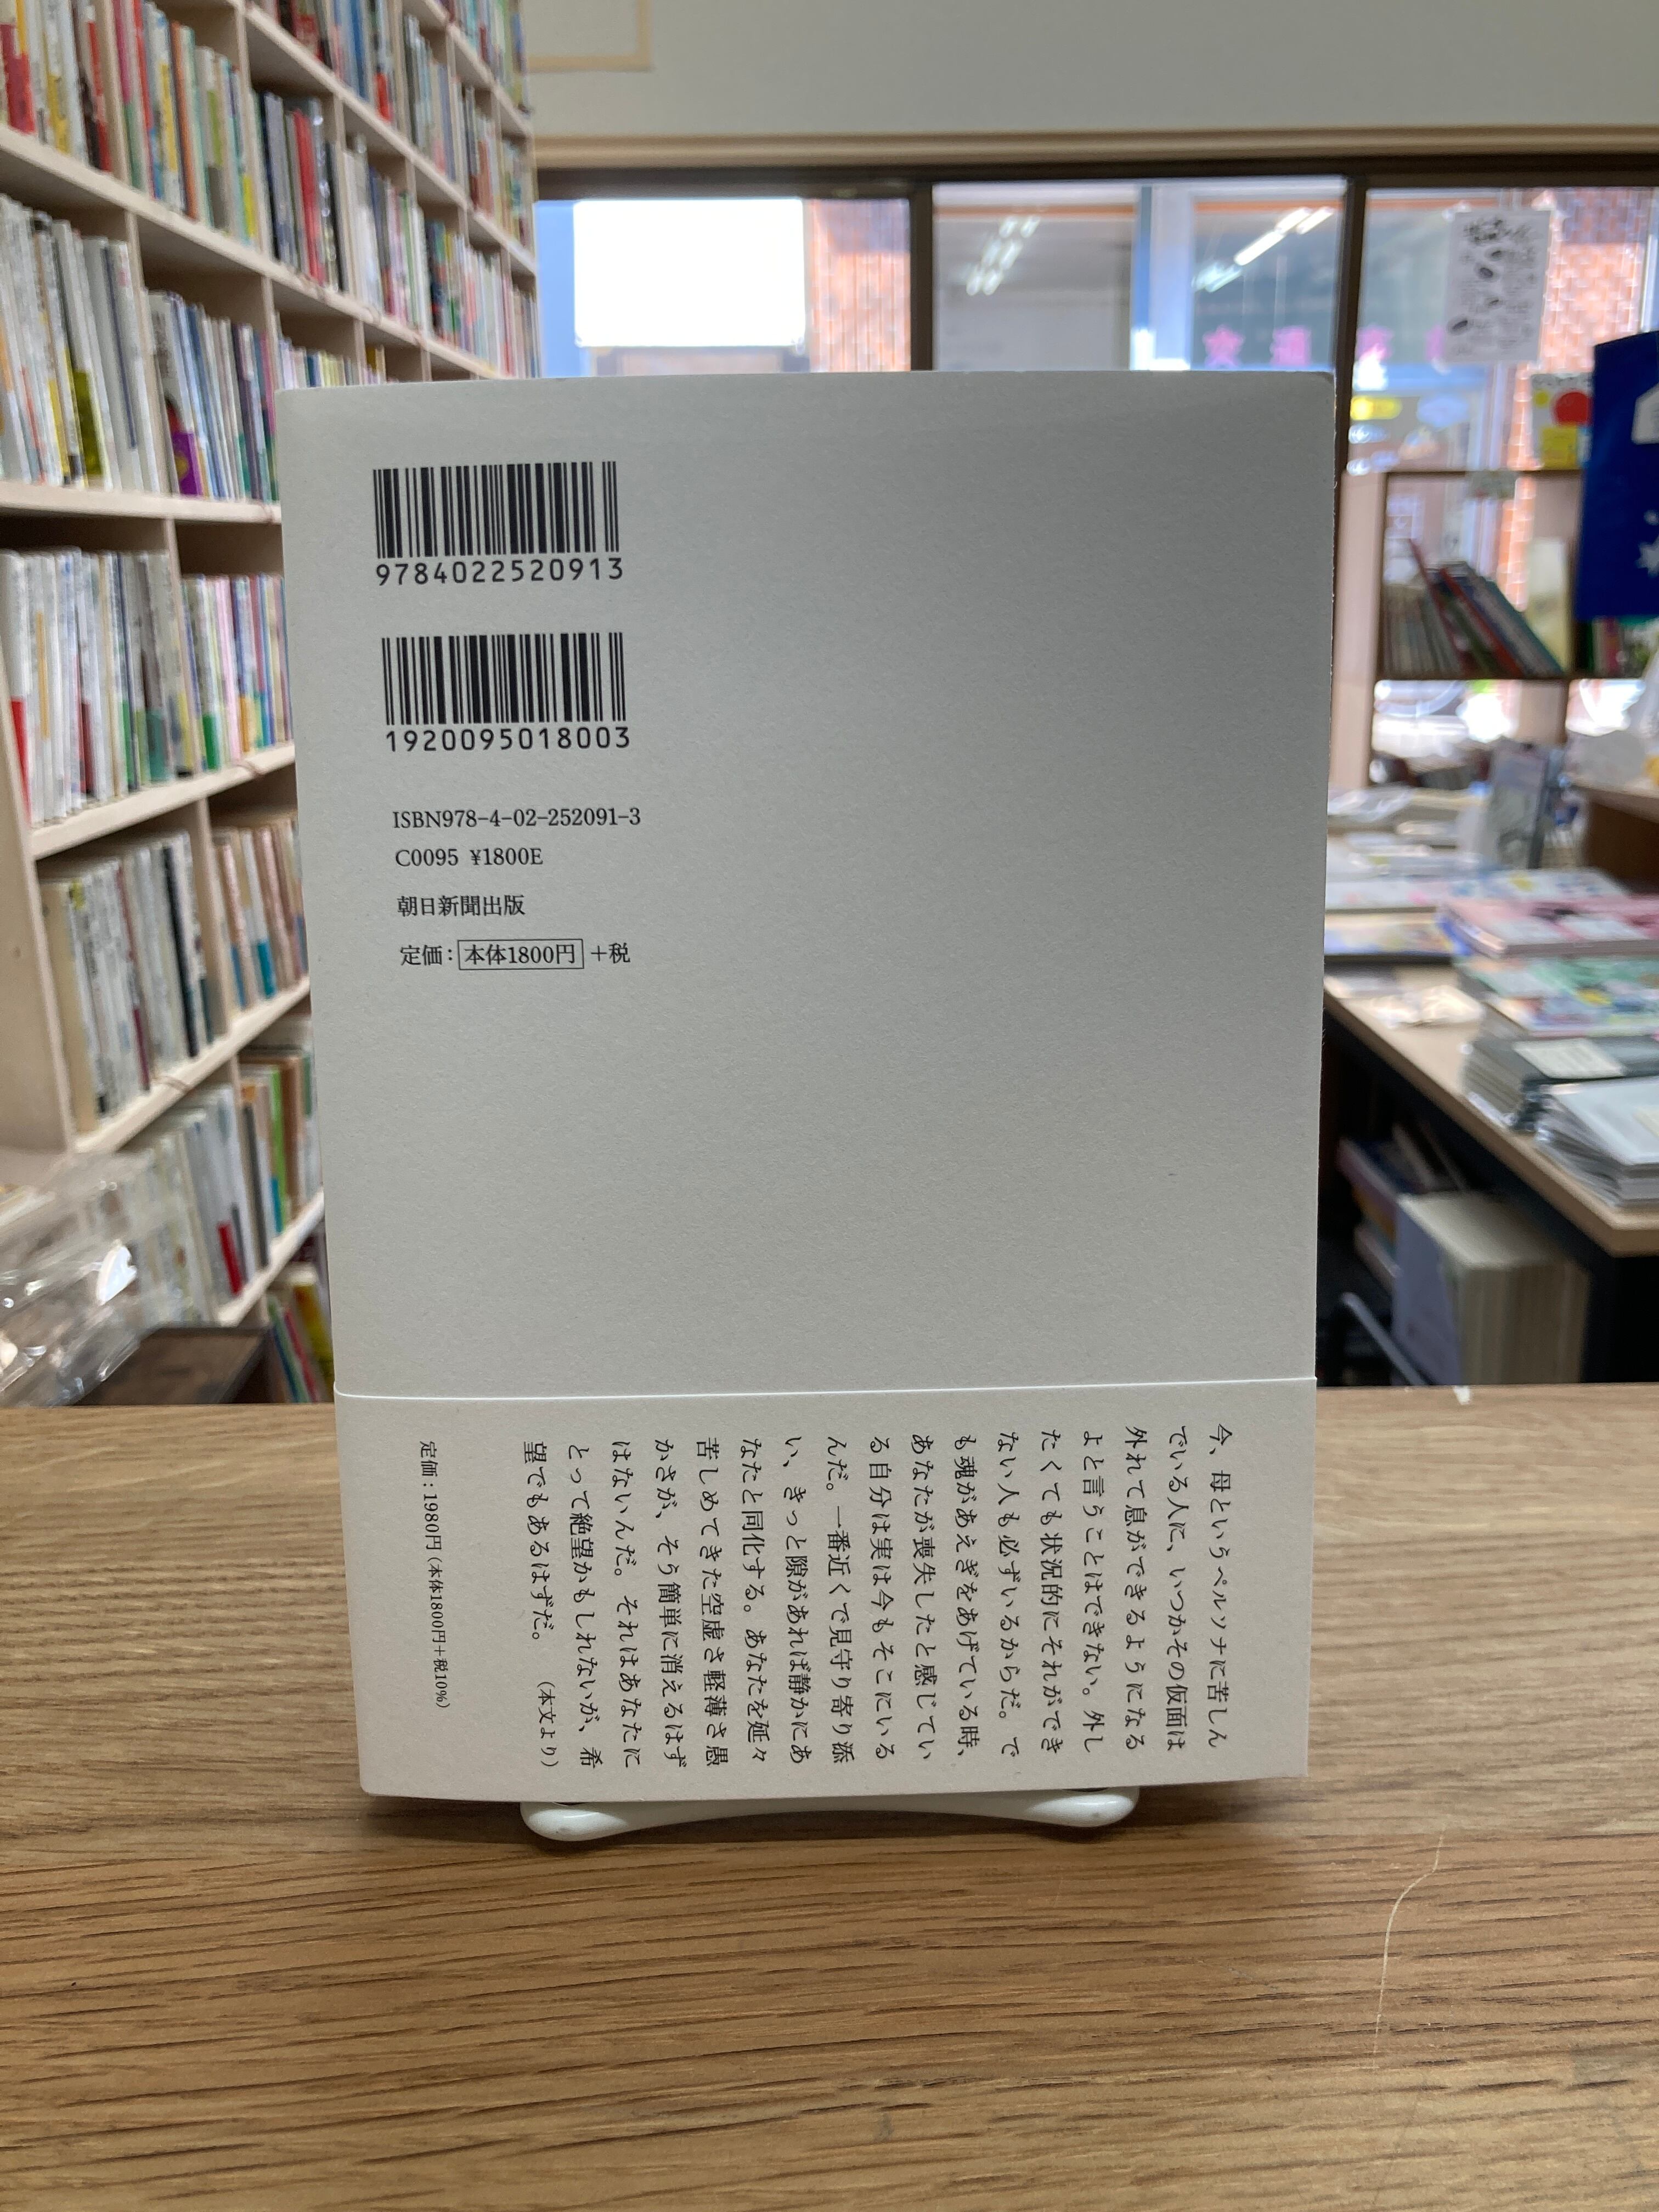 9784022520913
1920095018003
ISBN978-4-02-252091-3
C0095 ¥1800E
朝日新聞出版
定価：本体1800円＋税
今、母というペルソナに苦しん
でいる人に、いつかその仮面は
外れて息ができるようになる
よと言うことはできない。外し
たくても状況的にそれができ
ない人も必ずいるからだ。で
も魂があえぎをあげている時、
あなたが喪失したと感じてい
る自分は実は今もそこにいる
んだ。一番近くで見守り寄り添
い、きっと隙があれば静かにあ
なたと同化する。あなたを延々
苦しめてきた空虚さ軽薄さ愚
かさが、そう簡単に消えるはず
はないんだ。それはあなたに
とって絶望かもしれないが、希
望でもあるはずだ。 （本文より）
定価：1980円（本体1800円＋税10%）